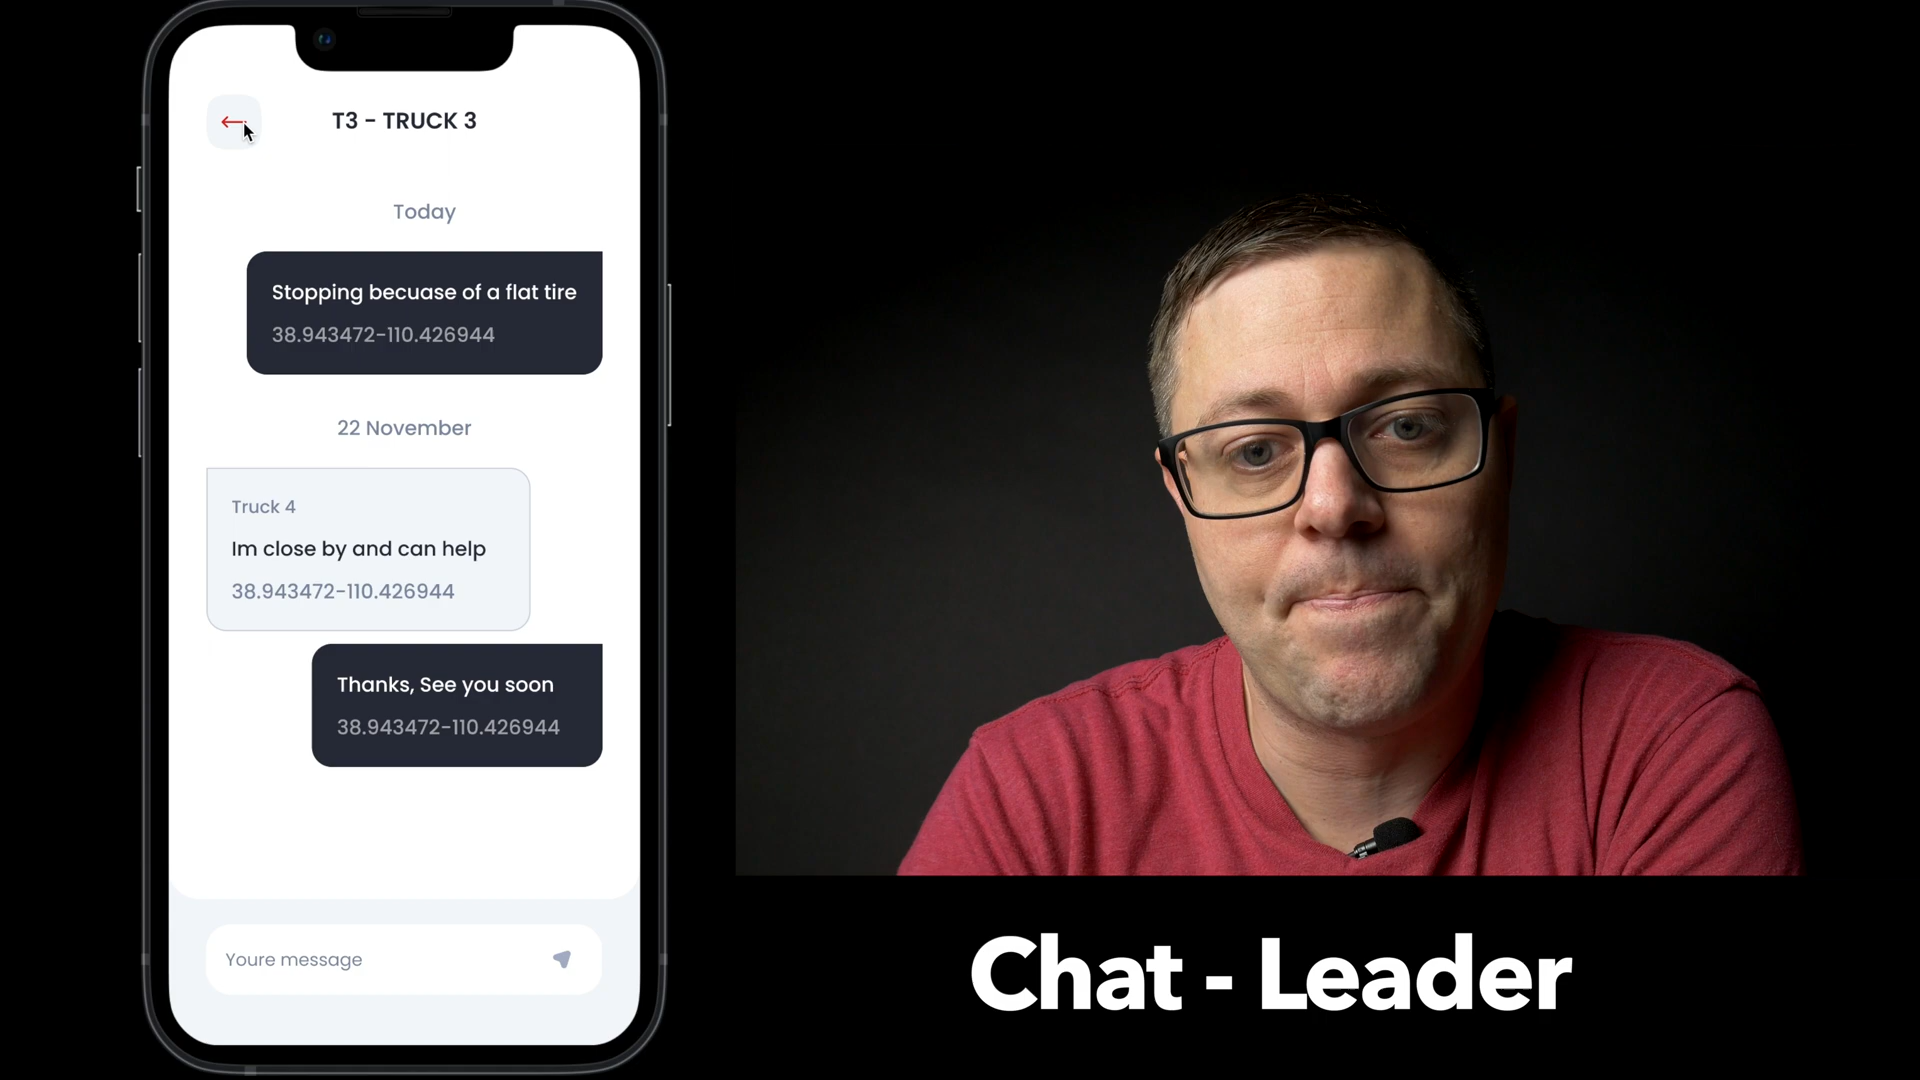 T3 - TRUCK 3
Today
Stopping becuase of a flat tire
38.943472-110.426944
22 November
Truck 4
Im close by and can help
38.943472-110.426944
Thanks, See you soon
38.943472-110.426944
Youre message
Chat - Leader